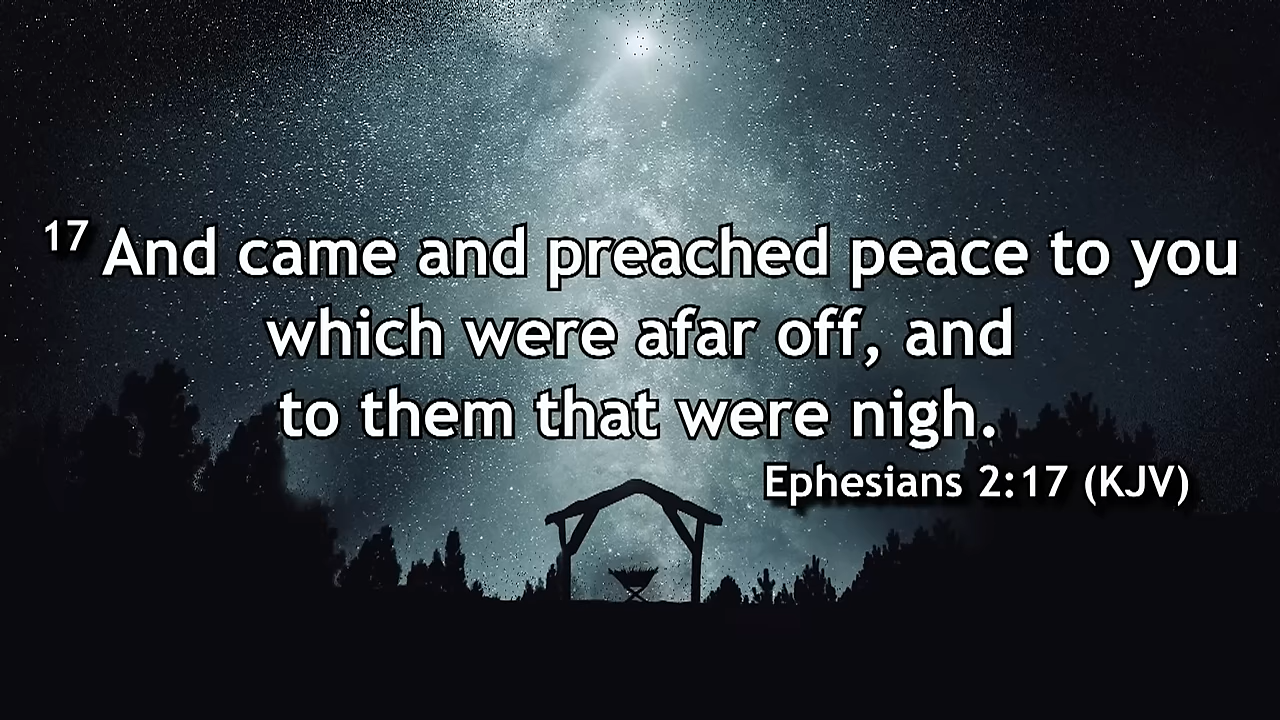 17 And came and preached peace to you
which were afar off, and
to them that were nigh.
Ephesians 2:17 (KJV)